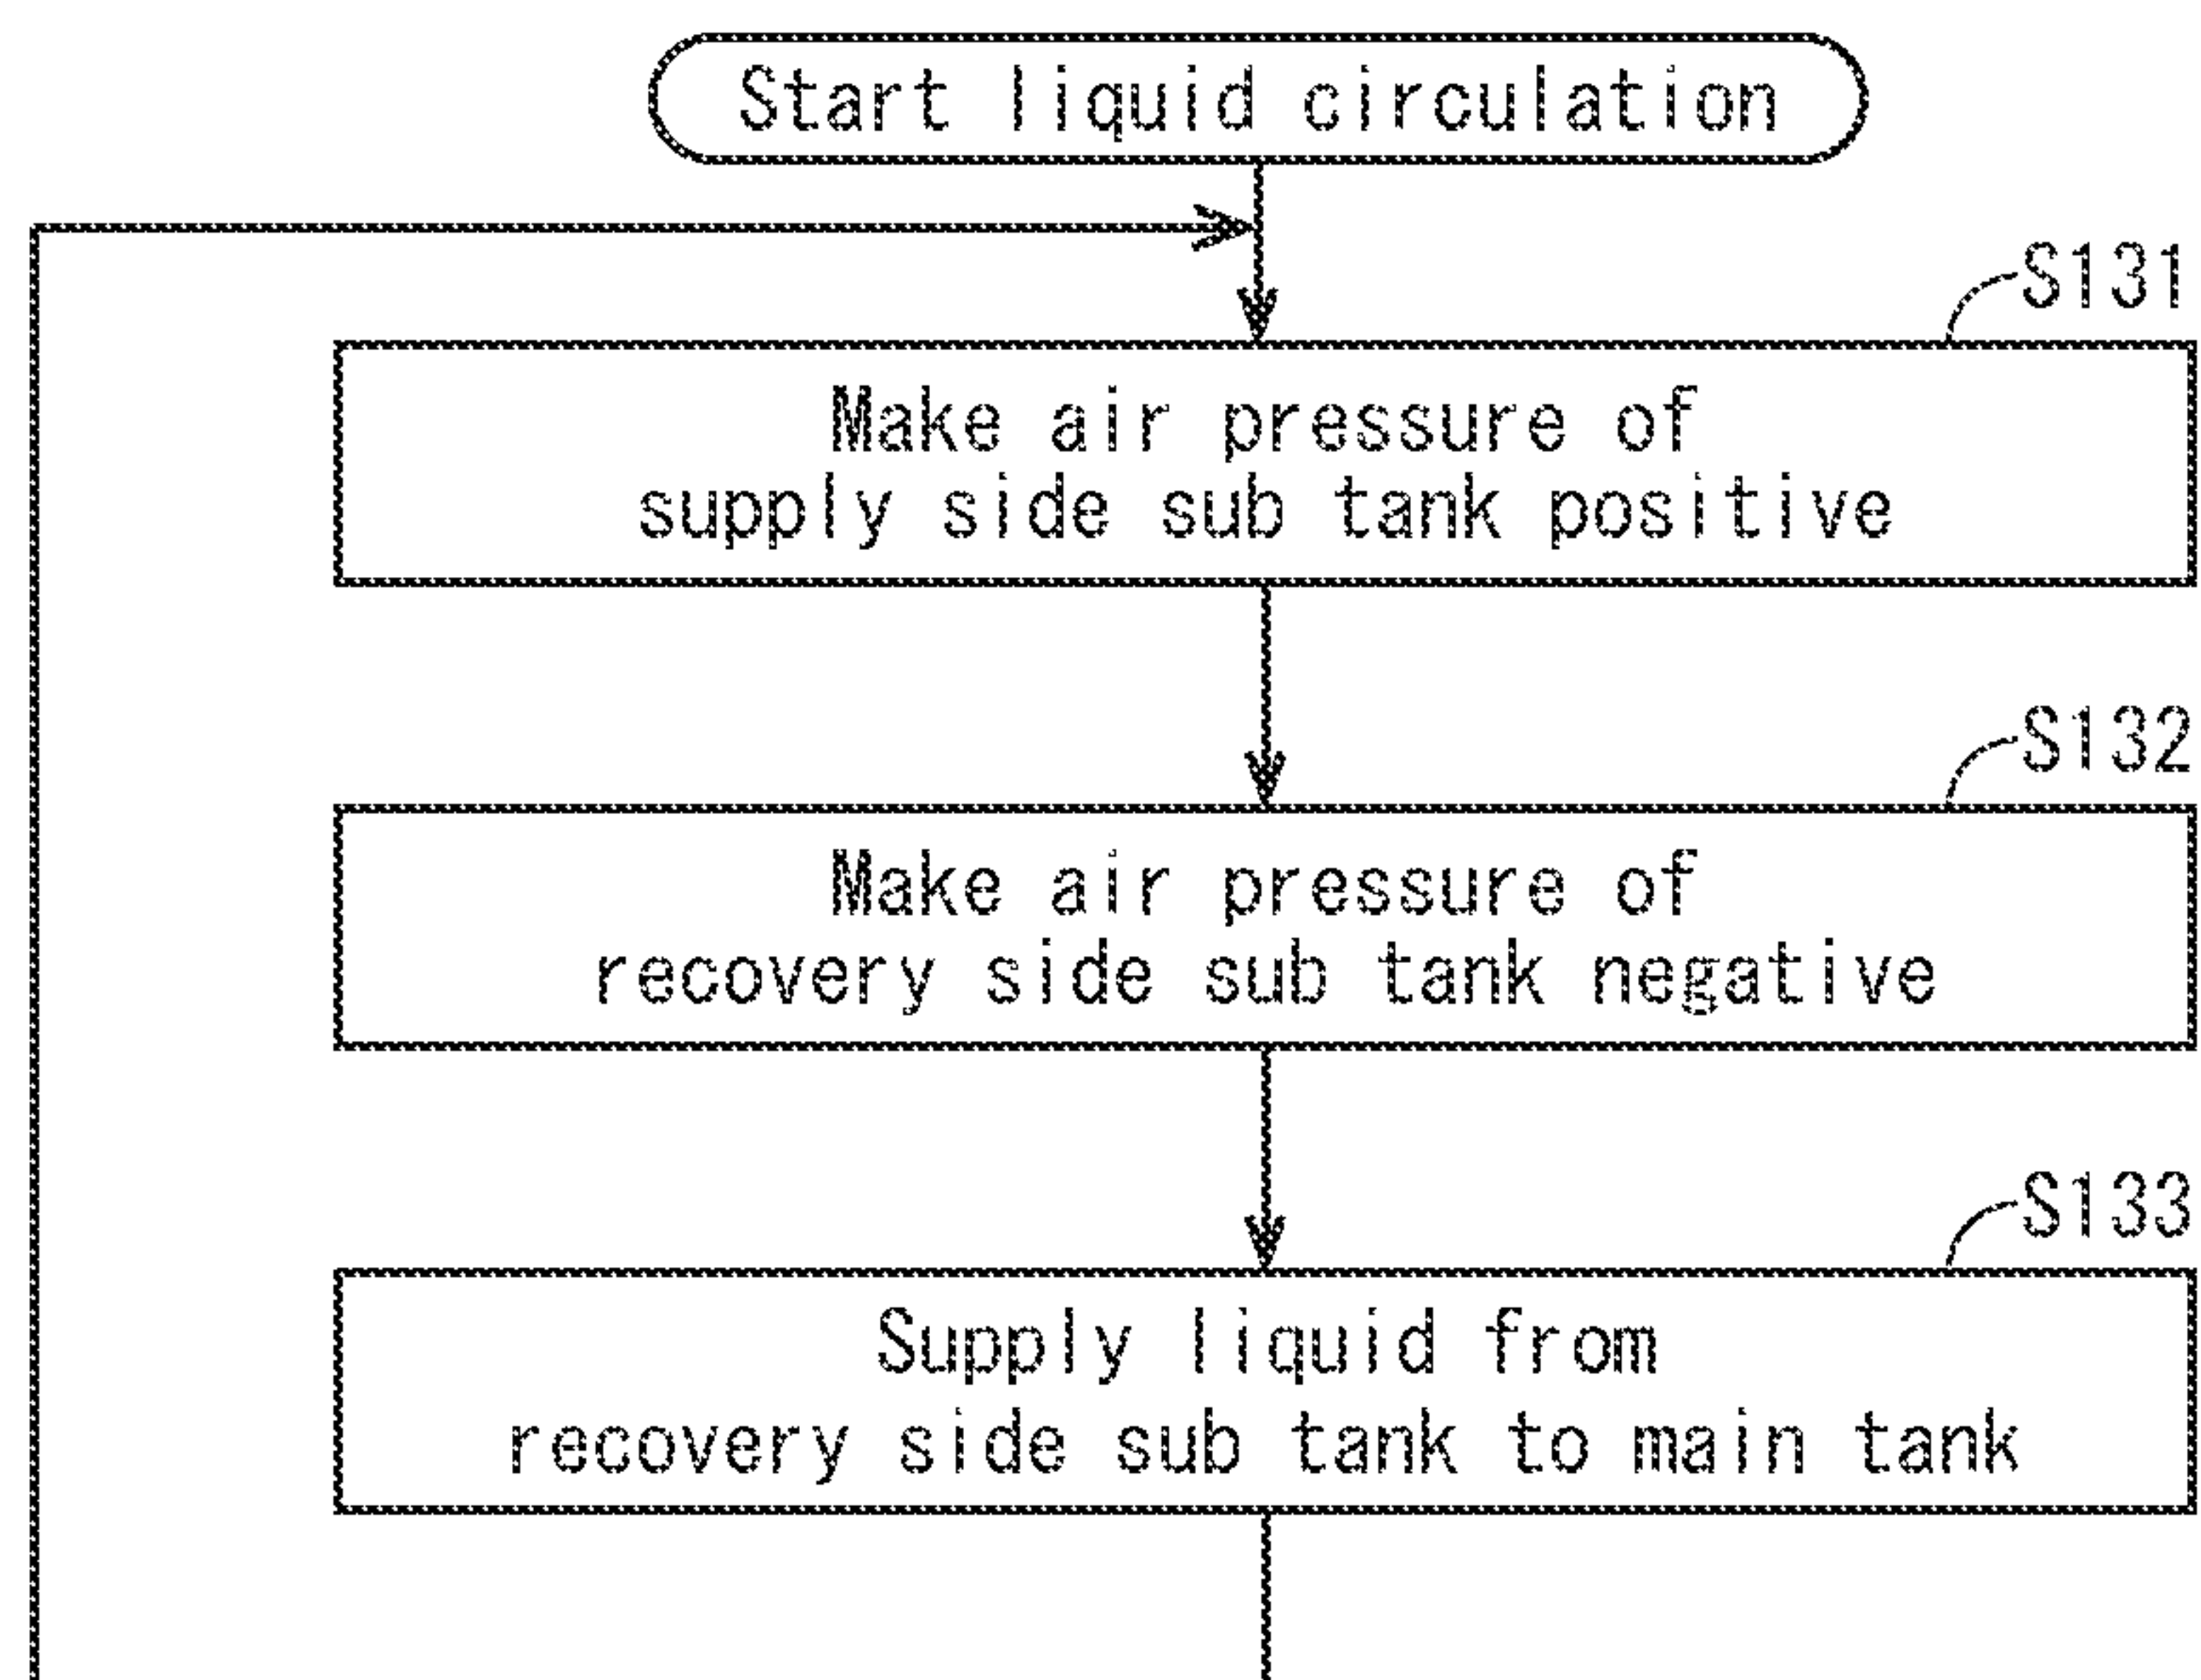 Start liquid circulation
S131
Make air pressure of
supply side sub tank positive
S132
Make air pressure of
recovery side sub tank negative
S133
Supply liquid from
recovery side sub tank to main tank